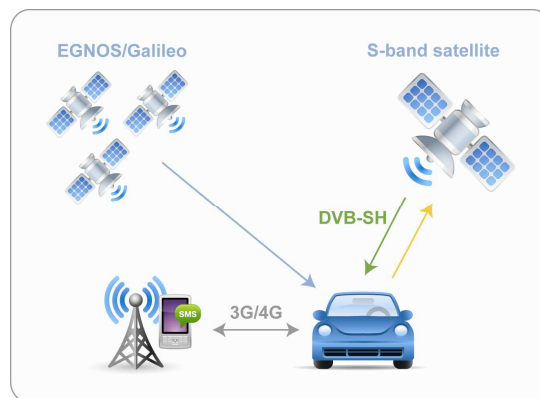 EGNOS/Galileo
S-band satellite
DVB-SH
SMS
3G/4G